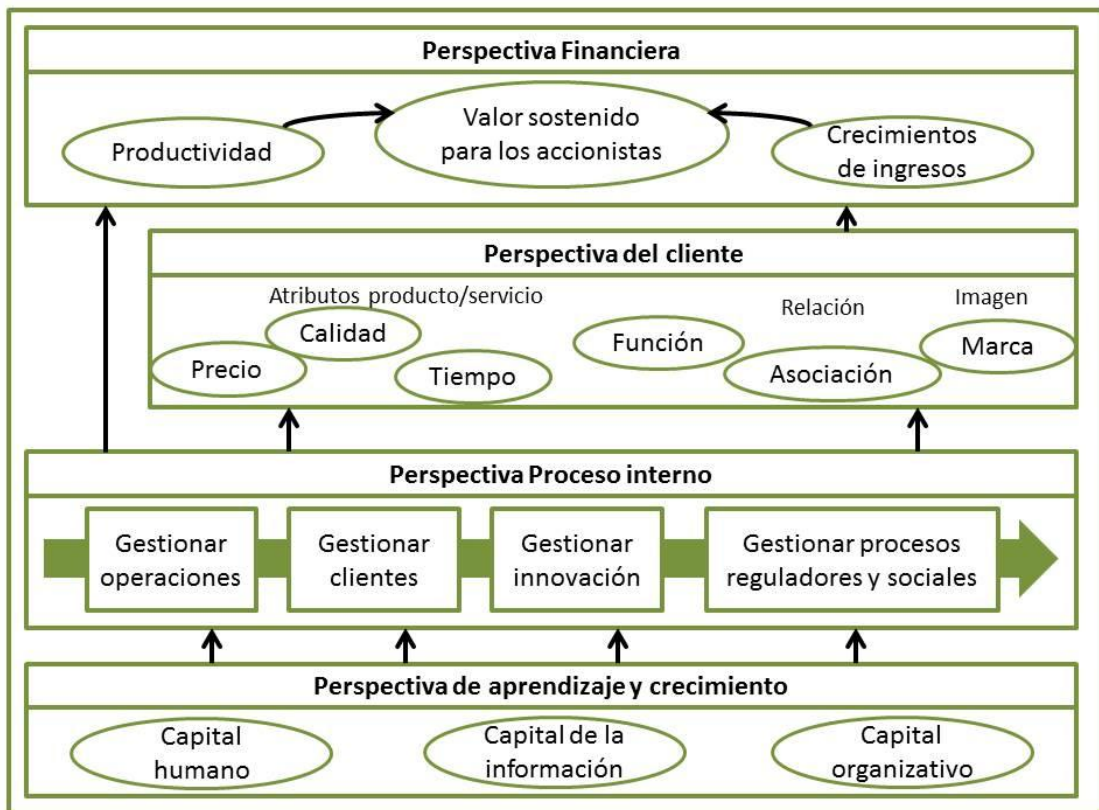 Perspectiva Financiera
Productividad
Valor sostenido
para los accionistas
Crecimientos
de ingresos
Perspectiva del cliente
Atributos producto/servicio
Relación
Imagen
Precio
Calidad
Tiempo
Función
Asociación
Marca
Perspectiva Proceso interno
Gestionar
operaciones
Gestionar
clientes
Gestionar
innovación
Gestionar procesos
reguladores y sociales
Perspectiva de aprendizaje y crecimiento
Capital
humano
Capital de la
información
Capital
organizativo